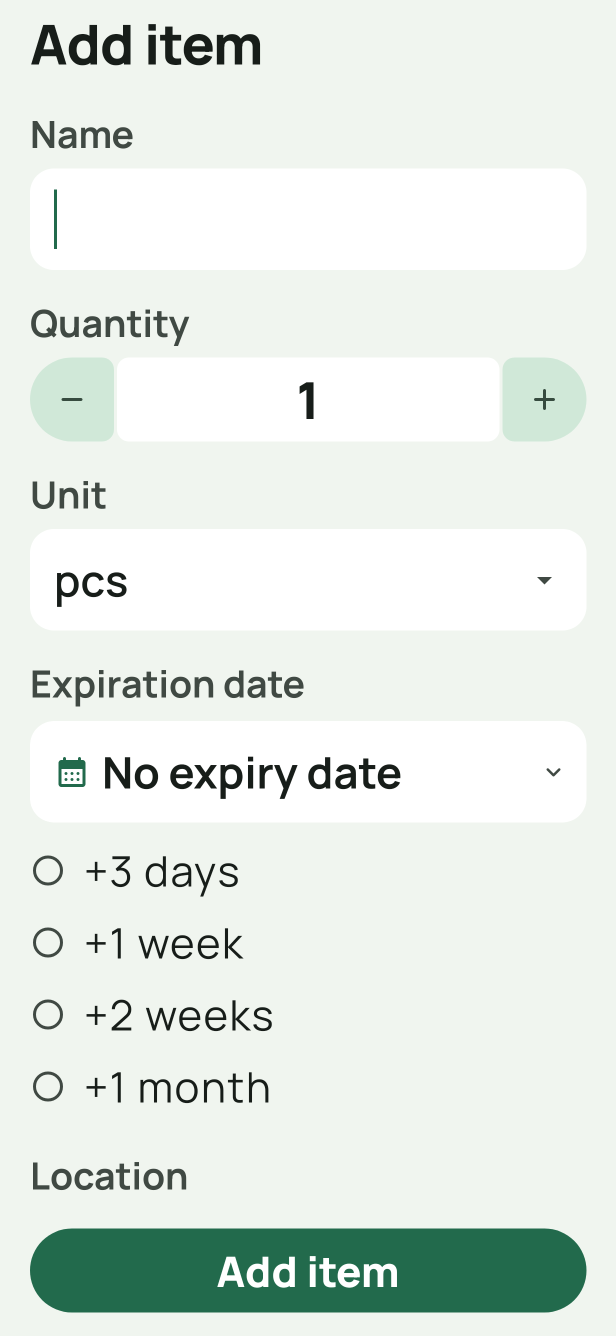 Add item
Name
Quantity
− 1 +
Unit
pcs
Expiration date
No expiry date
+3 days
+1 week
+2 weeks
+1 month
Location
Add item